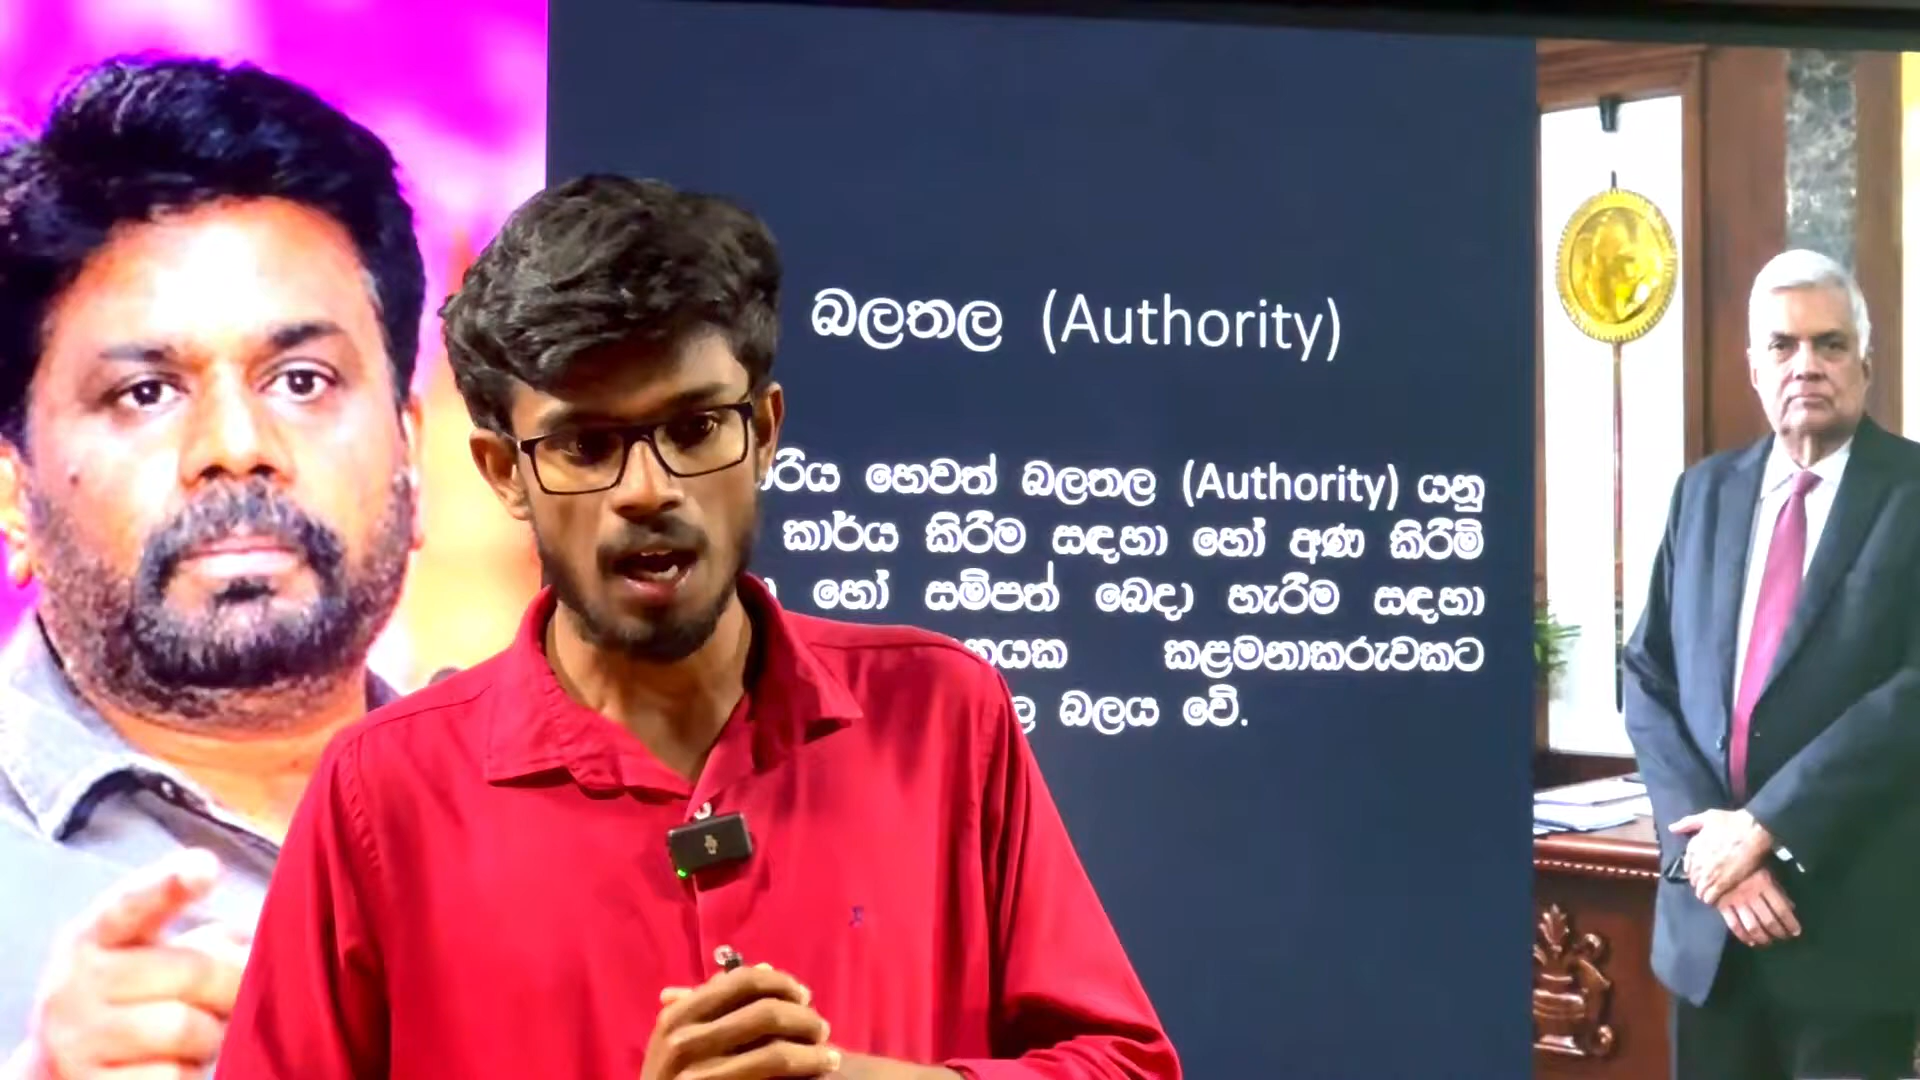 බලතල (Authority)
හෙවත් බලතල (Authority) යනු
කාර්ය කිරීම සඳහා හෝ අණ කිරීම්
හෝ සම්පත් බෙදා හැරීම සඳහා
කළමනාකරුවකට
බලය වේ.